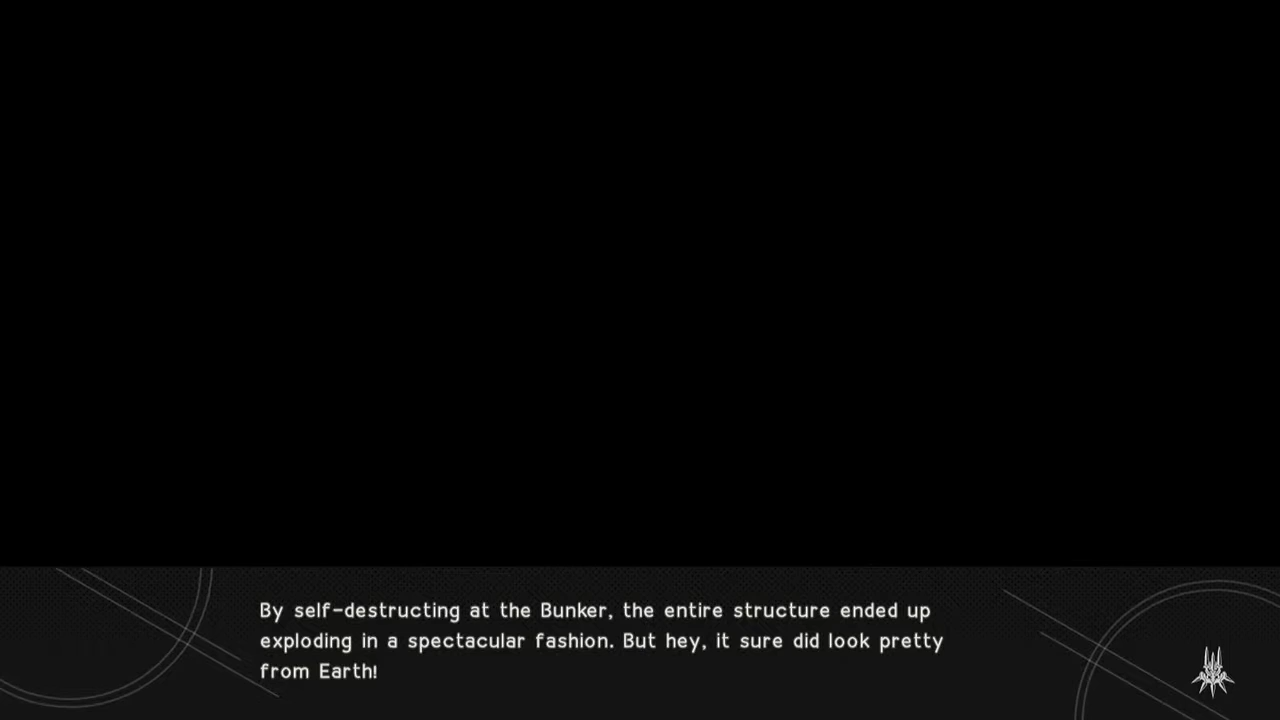 By self-destructing at the Bunker, the entire structure ended up
exploding in a spectacular fashion. But hey, it sure did look pretty
from Earth!